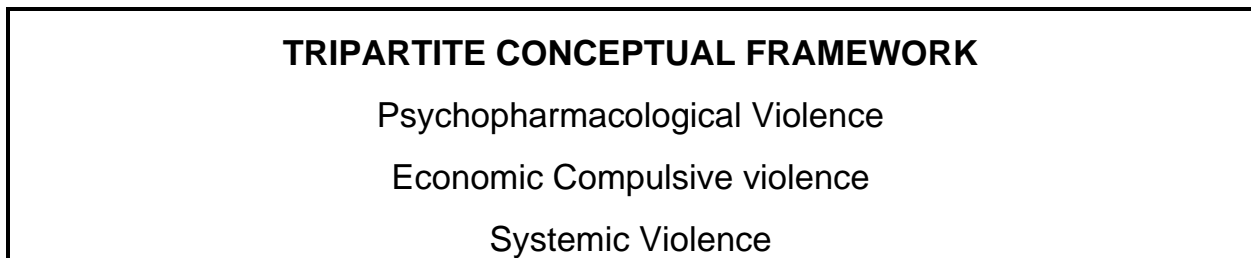 TRIPARTITE CONCEPTUAL FRAMEWORK
Psychopharmacological Violence
Economic Compulsive violence
Systemic Violence